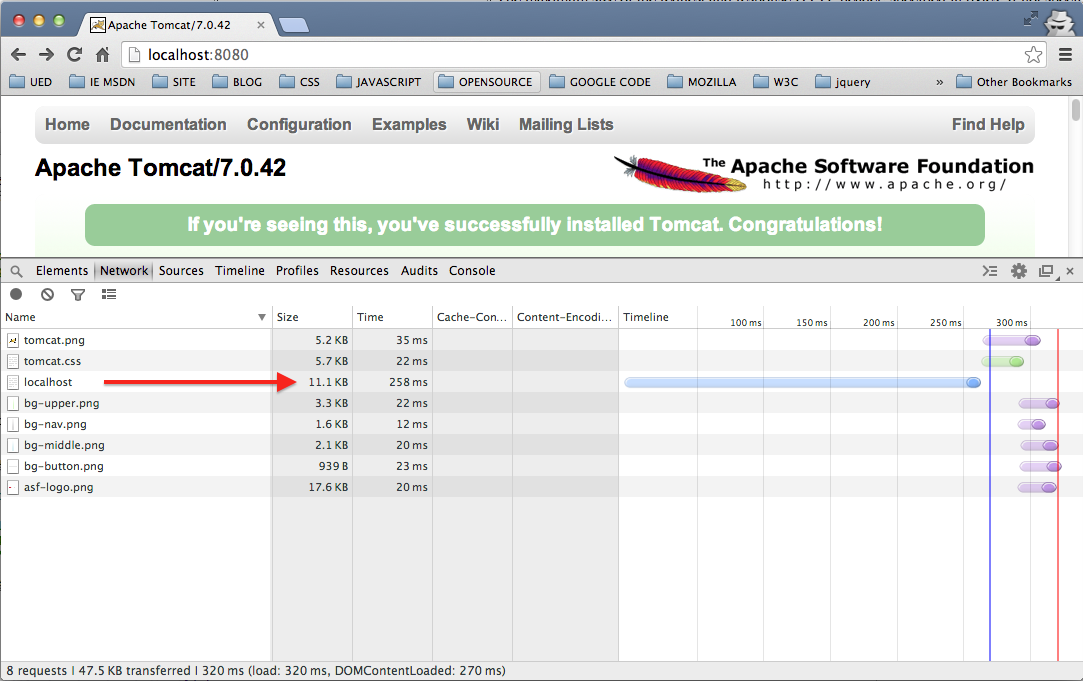 Apache Tomcat/7.0.42
localhost:8080
UED IE MSDN SITE BLOG CSS JAVASCRIPT OPENSOURCE GOOGLE CODE MOZILLA W3C jquery » Other Bookmarks
Home Documentation Configuration Examples Wiki Mailing Lists Find Help
Apache Tomcat/7.0.42
The Apache Software Foundation
http://www.apache.org/
If you're seeing this, you've successfully installed Tomcat. Congratulations!
Elements Network Sources Timeline Profiles Resources Audits Console
Name Size Time Cache-Con... Content-Encodi... Timeline 100 ms 150 ms 200 ms 250 ms 300 ms
tomcat.png 5.2 KB 35 ms
tomcat.css 5.7 KB 22 ms
localhost 11.1 KB 258 ms
bg-upper.png 3.3 KB 22 ms
bg-nav.png 1.6 KB 12 ms
bg-middle.png 2.1 KB 20 ms
bg-button.png 939 B 23 ms
asf-logo.png 17.6 KB 20 ms
8 requests | 47.5 KB transferred | 320 ms (load: 320 ms, DOMContentLoaded: 270 ms)